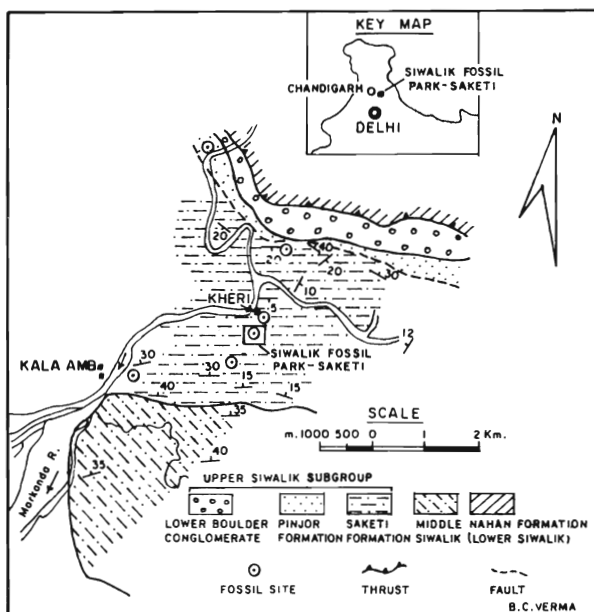 KEY MAP
CHANDIGARH
SIWALIK FOSSIL
PARK-SAKETI
DELHI
N
20
40
20
20
30
10
KHERI
5
12
SIWALIK FOSSIL
PARK-SAKETI
KALA AMB
30
30
15
15
40
35
SCALE
m. 1000 500 0 1 2 Km.
40
35
Markanda R.
UPPER SIWALIK SUBGROUP
LOWER BOULDER CONGLOMERATE
PINJOR FORMATION
SAKETI FORMATION
MIDDLE SIWALIK
NAHAN FORMATION (LOWER SIWALIK)
FOSSIL SITE
THRUST
FAULT
B.C. VERMA